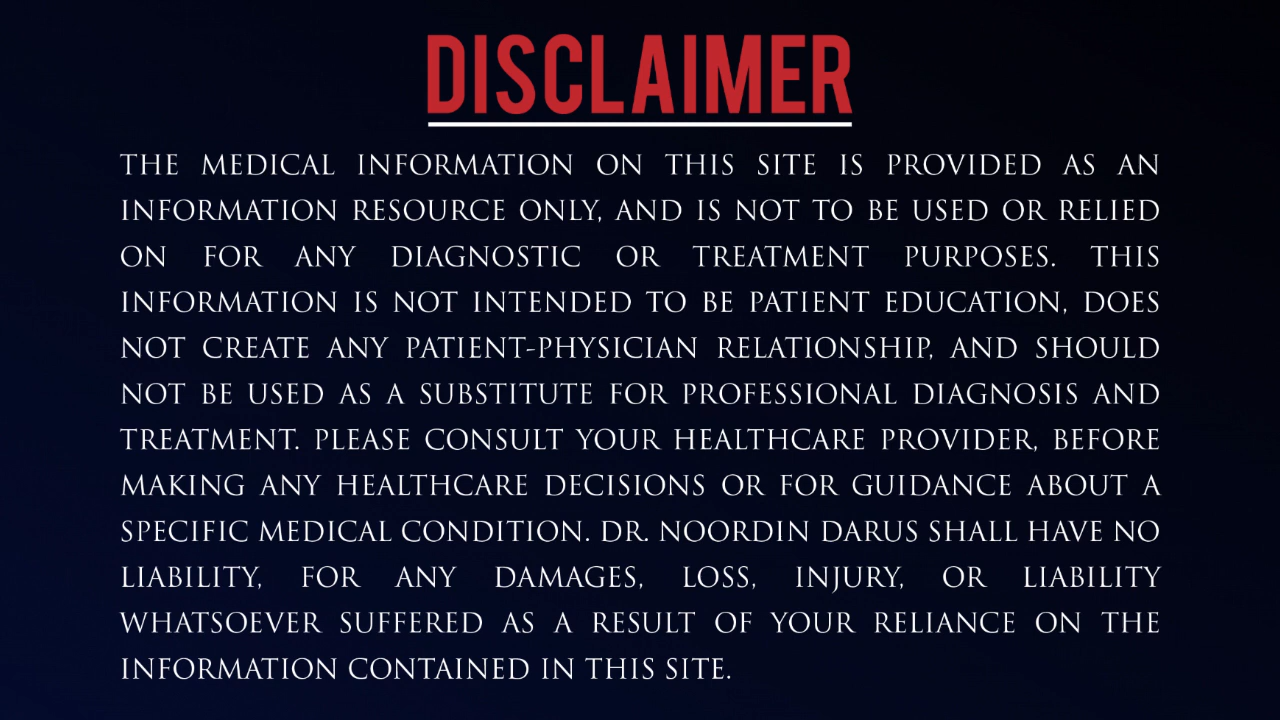 DISCLAIMER
THE MEDICAL INFORMATION ON THIS SITE IS PROVIDED AS AN
INFORMATION RESOURCE ONLY, AND IS NOT TO BE USED OR RELIED
ON FOR ANY DIAGNOSTIC OR TREATMENT PURPOSES. THIS
INFORMATION IS NOT INTENDED TO BE PATIENT EDUCATION, DOES
NOT CREATE ANY PATIENT-PHYSICIAN RELATIONSHIP, AND SHOULD
NOT BE USED AS A SUBSTITUTE FOR PROFESSIONAL DIAGNOSIS AND
TREATMENT. PLEASE CONSULT YOUR HEALTHCARE PROVIDER, BEFORE
MAKING ANY HEALTHCARE DECISIONS OR FOR GUIDANCE ABOUT A
SPECIFIC MEDICAL CONDITION. DR. NOORDIN DARUS SHALL HAVE NO
LIABILITY, FOR ANY DAMAGES, LOSS, INJURY, OR LIABILITY
WHATSOEVER SUFFERED AS A RESULT OF YOUR RELIANCE ON THE
INFORMATION CONTAINED IN THIS SITE.